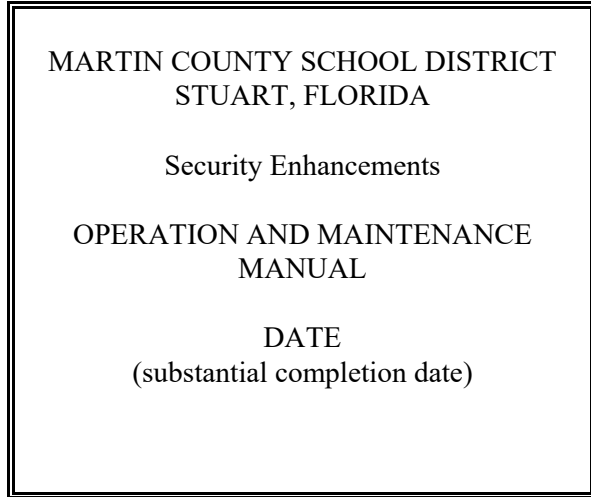 MARTIN COUNTY SCHOOL DISTRICT
STUART, FLORIDA
Security Enhancements
OPERATION AND MAINTENANCE
MANUAL
DATE
(substantial completion date)